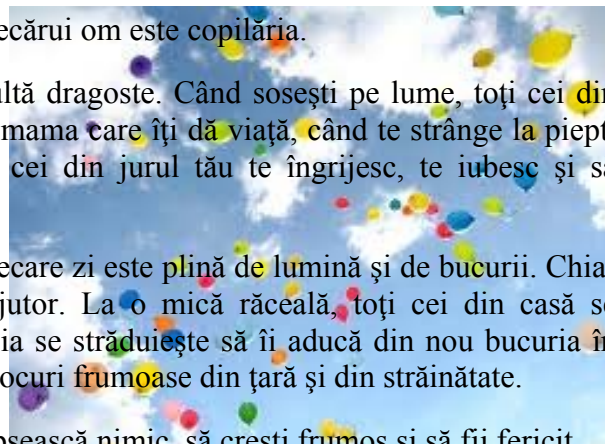 ecărui om este copilăria.
ultă dragoste. Când soseşti pe lume, toţi cei din
mama care îţi dă viaţă, când te strânge la piept
cei din jurul tău te îngrijesc, te iubesc şi să
ecare zi este plină de lumină şi de bucurii. Chia
jutor. La o mică răceală, toţi cei din casă se
ia se străduieşte să îi aducă din nou bucuria în
ocuri frumoase din ţară şi din străinătate.
psească nimic, să creşti frumos şi să fii fericit.